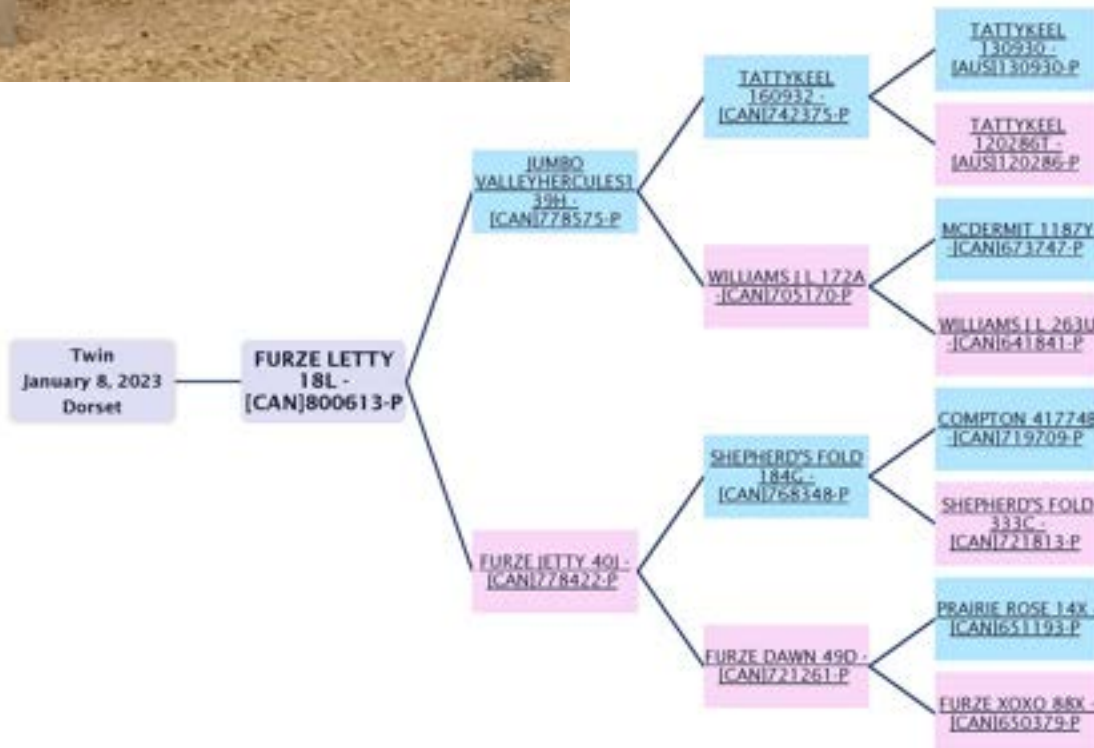 Twin
January 8, 2023
Dorset
FURZE LETTY
18L -
[CAN]800613-P
JUMBO
VALLEYHERCULES1
39H -
[CAN]778575-P
FURZE JETTY 40J -
[CAN]778422-P
TATTYKEEL
160932 -
[CAN]742375-P
WILLIAMS J L 172A
-[CAN]705170-P
SHEPHERD'S FOLD
184G -
[CAN]768348-P
FURZE DAWN 49D -
[CAN]721261-P
TATTYKEEL
130930 -
[AUS]130930-P
TATTYKEEL
120286T -
[AUS]120286-P
MCDERMIT 1187Y
-[CAN]673747-P
WILLIAMS J L 263U
-[CAN]641841-P
COMPTON 41774B
-[CAN]719709-P
SHEPHERD'S FOLD
333C -
[CAN]721813-P
PRAIRIE ROSE 14X -
[CAN]651193-P
FURZE XOXO 88X -
[CAN]650379-P